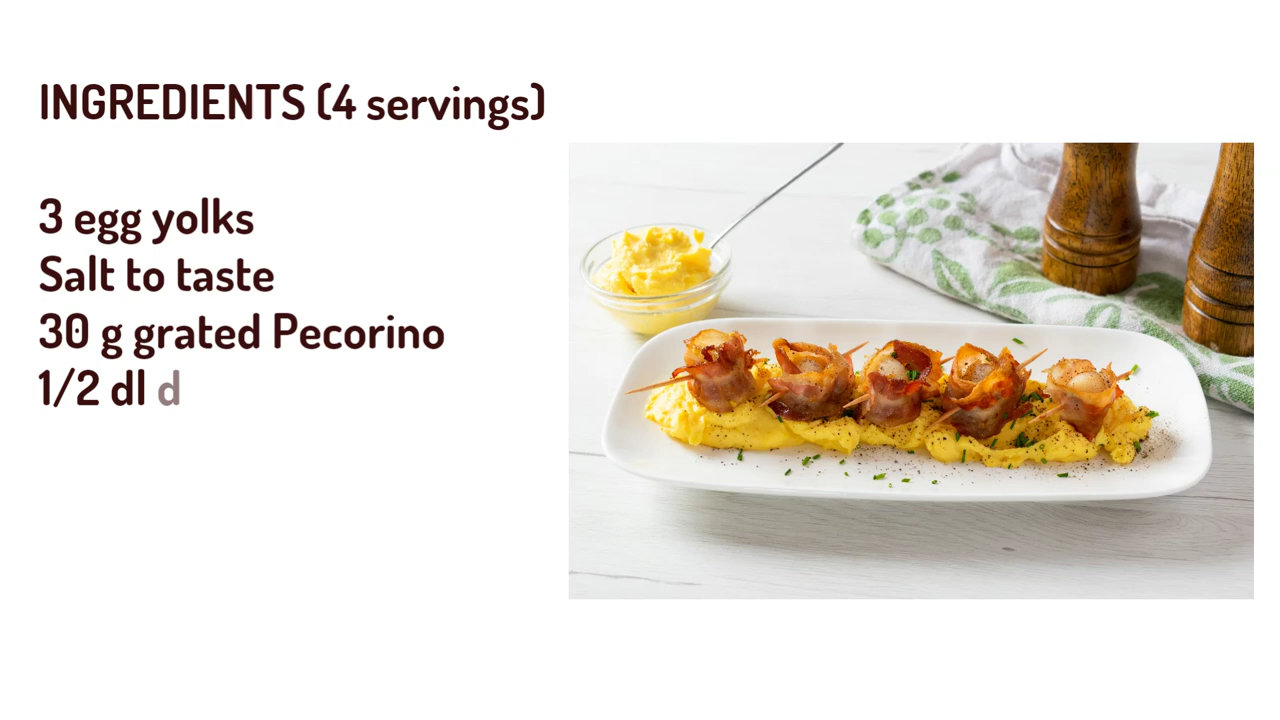 INGREDIENTS (4 servings)
3 egg yolks
Salt to taste
30 g grated Pecorino
1/2 dl d